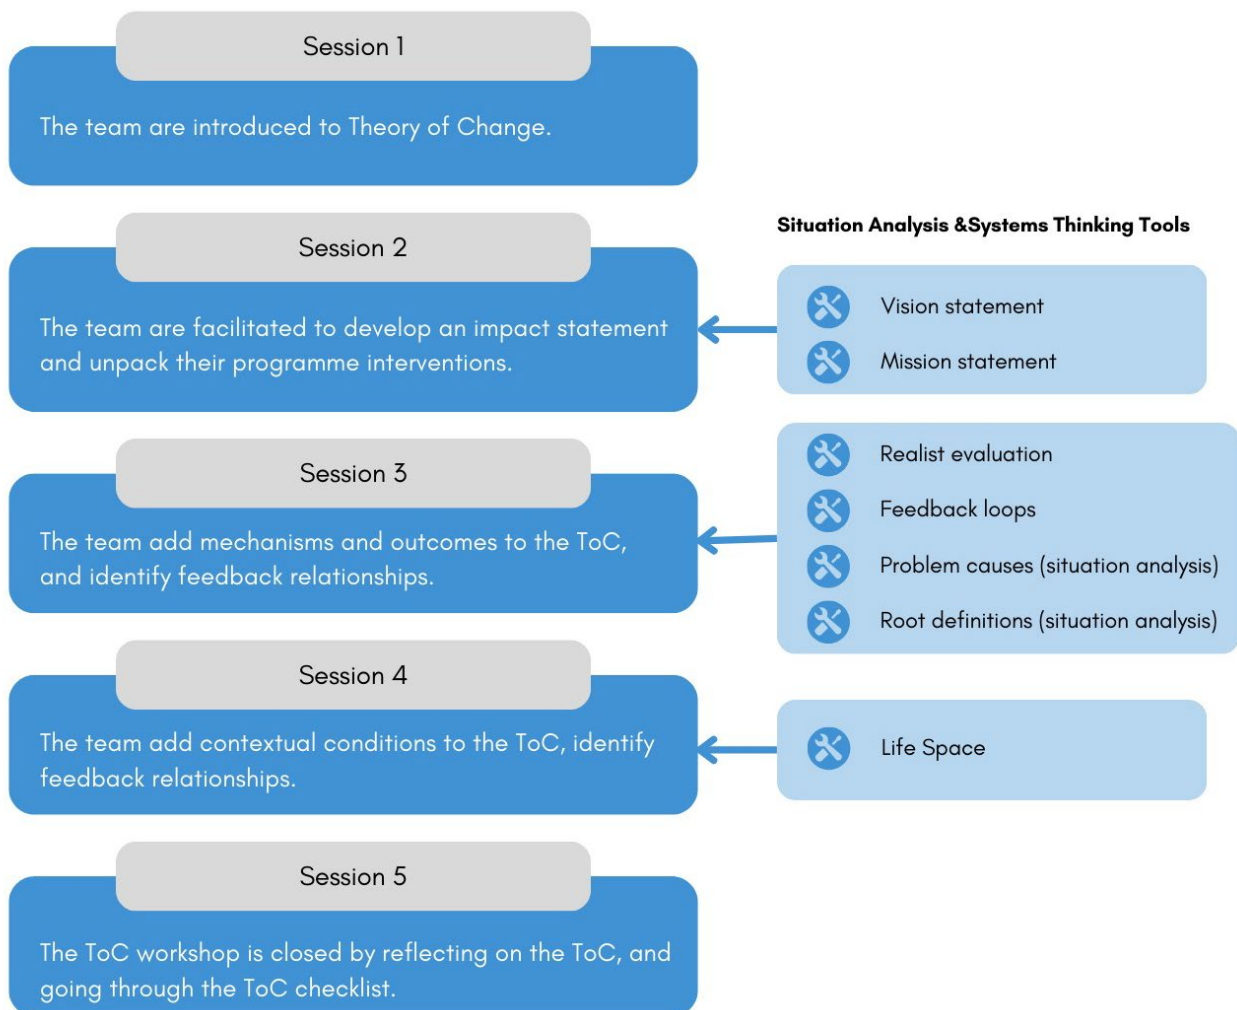 Session 1
The team are introduced to Theory of Change.
Session 2
The team are facilitated to develop an impact statement
and unpack their programme interventions.
Situation Analysis &Systems Thinking Tools
Vision statement
Mission statement
Session 3
The team add mechanisms and outcomes to the ToC,
and identify feedback relationships.
Realist evaluation
Feedback loops
Problem causes (situation analysis)
Root definitions (situation analysis)
Session 4
The team add contextual conditions to the ToC, identify
feedback relationships.
Life Space
Session 5
The ToC workshop is closed by reflecting on the ToC, and
going through the ToC checklist.